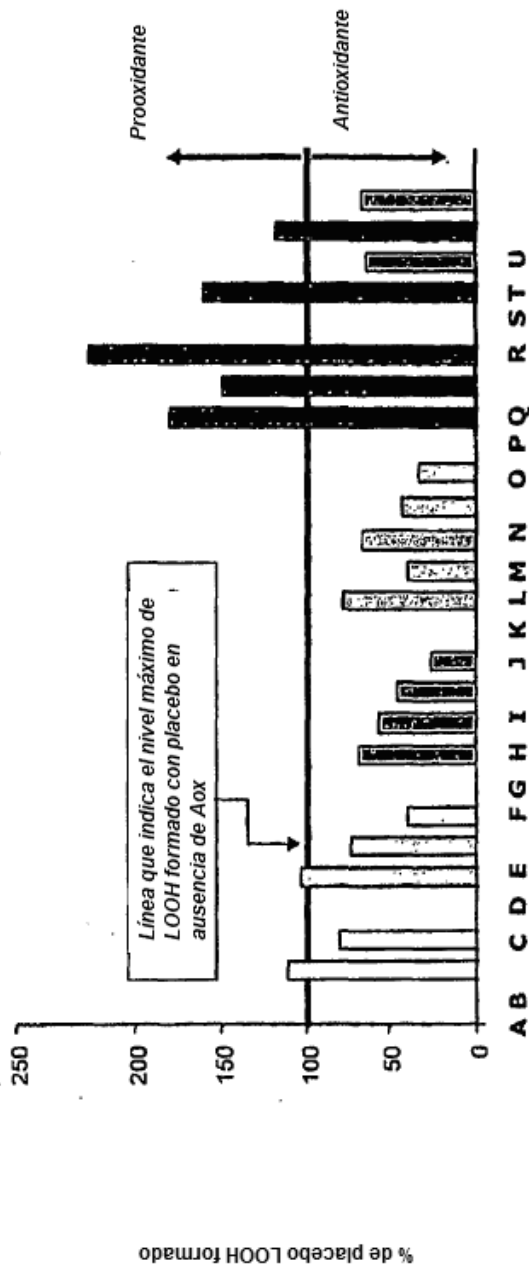 Prooxidante
Antioxidante
Línea que indica el nivel máximo de
LOOH formado con placebo en
ausencia de Aox
% de placebo LOOH formado
250
200
150
100
50
0
A B C D E F G H I J K L M N O P Q R S T U